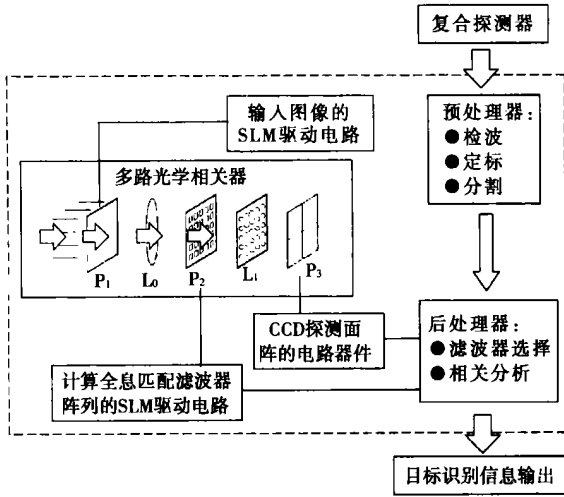 复合探测器
输入图像的
SLM驱动电路
预处理器：
●检波
●定标
●分割
多路光学相关器
P₁ L₀ P₂ L₁ P₃
CCD探测面
阵的电路器件
后处理器：
●滤波器选择
●相关分析
计算全息匹配滤波器
阵列的SLM驱动电路
目标识别信息输出